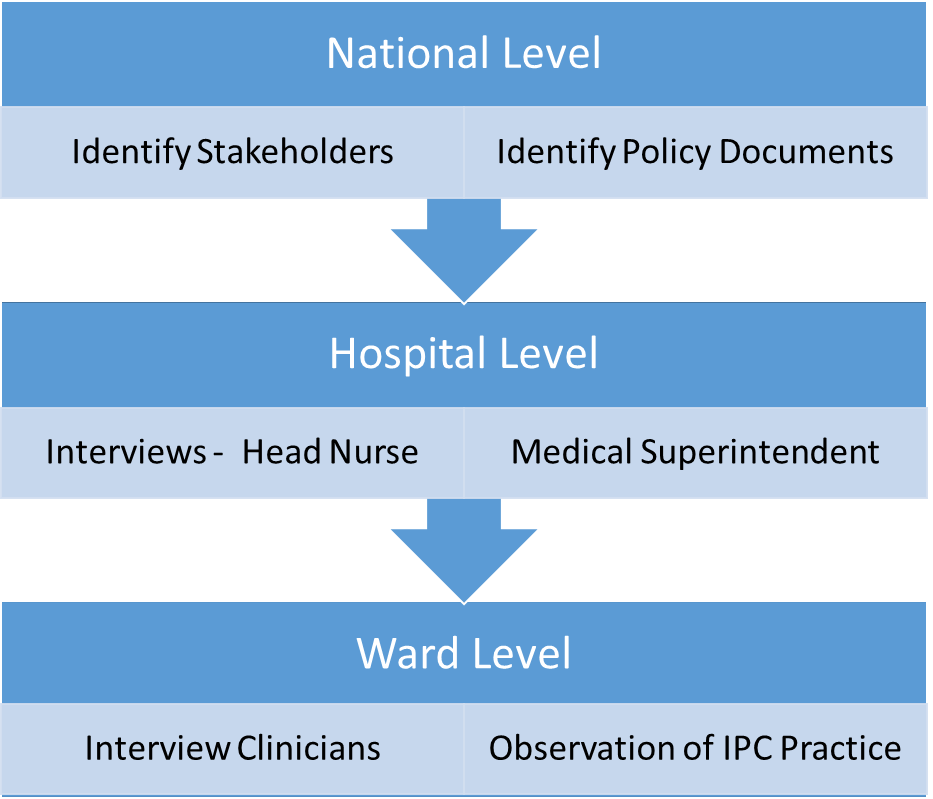 National Level
Identify Stakeholders
Identify Policy Documents
Hospital Level
Interviews -  Head Nurse
Medical Superintendent
Ward Level
Interview Clinicians
Observation of IPC Practice